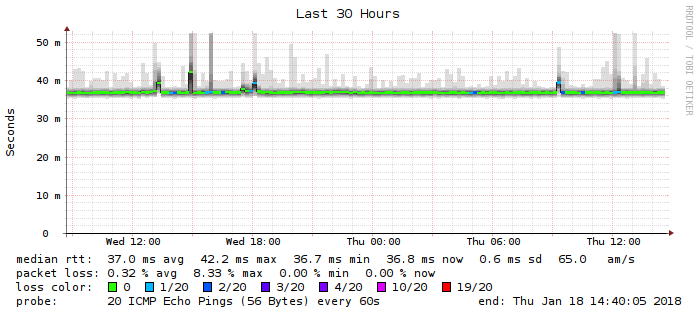 Last 30 Hours
RRDTOOL / TOBI OETIKER
Seconds
50 m
40 m
30 m
20 m
10 m
0
Wed 12:00 Wed 18:00 Thu 00:00 Thu 06:00 Thu 12:00
median rtt: 37.0 ms avg 42.2 ms max 36.7 ms min 36.8 ms now 0.6 ms sd 65.0 am/s
packet loss: 0.32 % avg 8.33 % max 0.00 % min 0.00 % now
loss color: 0 1/20 2/20 3/20 4/20 10/20 19/20
probe: 20 ICMP Echo Pings (56 Bytes) every 60s end: Thu Jan 18 14:40:05 2018